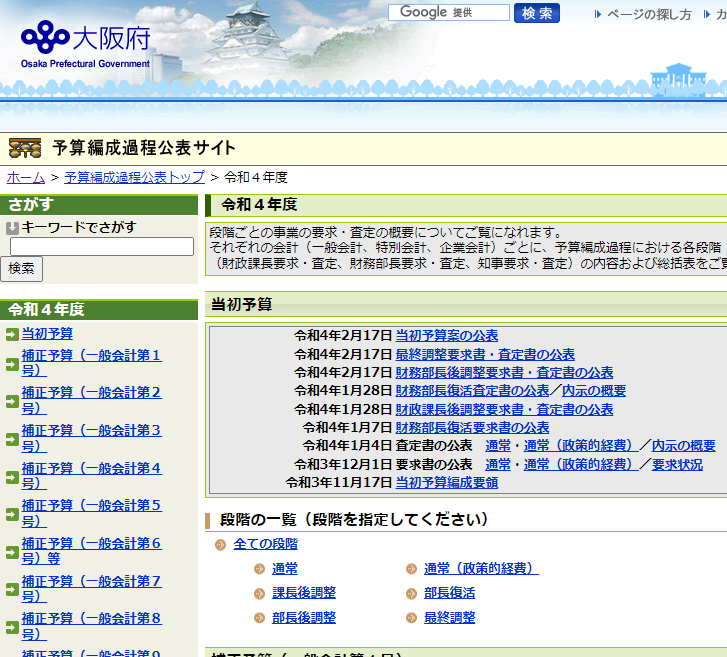 Google 提供
検 索
ページの探し方
カ
大阪府
Osaka Prefectural Government
予算編成過程公表サイト
ホーム > 予算編成過程公表トップ > 令和４年度
さがす
キーワードでさがす
検索
令和４年度
当初予算
補正予算（一般会計第１
号）
補正予算（一般会計第２
号）
補正予算（一般会計第３
号）
補正予算（一般会計第４
号）
補正予算（一般会計第５
号）
補正予算（一般会計第６
号）等
補正予算（一般会計第７
号）
補正予算（一般会計第８
号）
補正予算（一般会計第９
令和４年度
段階ごとの事業の要求・査定の概要についてご覧になれます。
それぞれの会計（一般会計、特別会計、企業会計）ごとに、予算編成過程における各段階
（財政課長要求・査定、財務部長要求・査定、知事要求・査定）の内容および総括表をご覧
当初予算
令和4年2月17日 当初予算案の公表
令和4年2月17日 最終調整要求書・査定書の公表
令和4年2月17日 財務部長後調整要求書・査定書の公表
令和4年1月28日 財務部長復活査定書の公表／内示の概要
令和4年1月28日 財政課長後調整要求書・査定書の公表
令和4年1月7日 財務部長復活要求書の公表
令和4年1月4日 査定書の公表　通常・通常（政策的経費）／内示の概要
令和3年12月1日 要求書の公表　通常・通常（政策的経費）／要求状況
令和3年11月17日 当初予算編成要領
段階の一覧（段階を指定してください）
全ての段階
通常
通常（政策的経費）
課長後調整
部長復活
部長後調整
最終調整
補正予算（一般会計第１号）